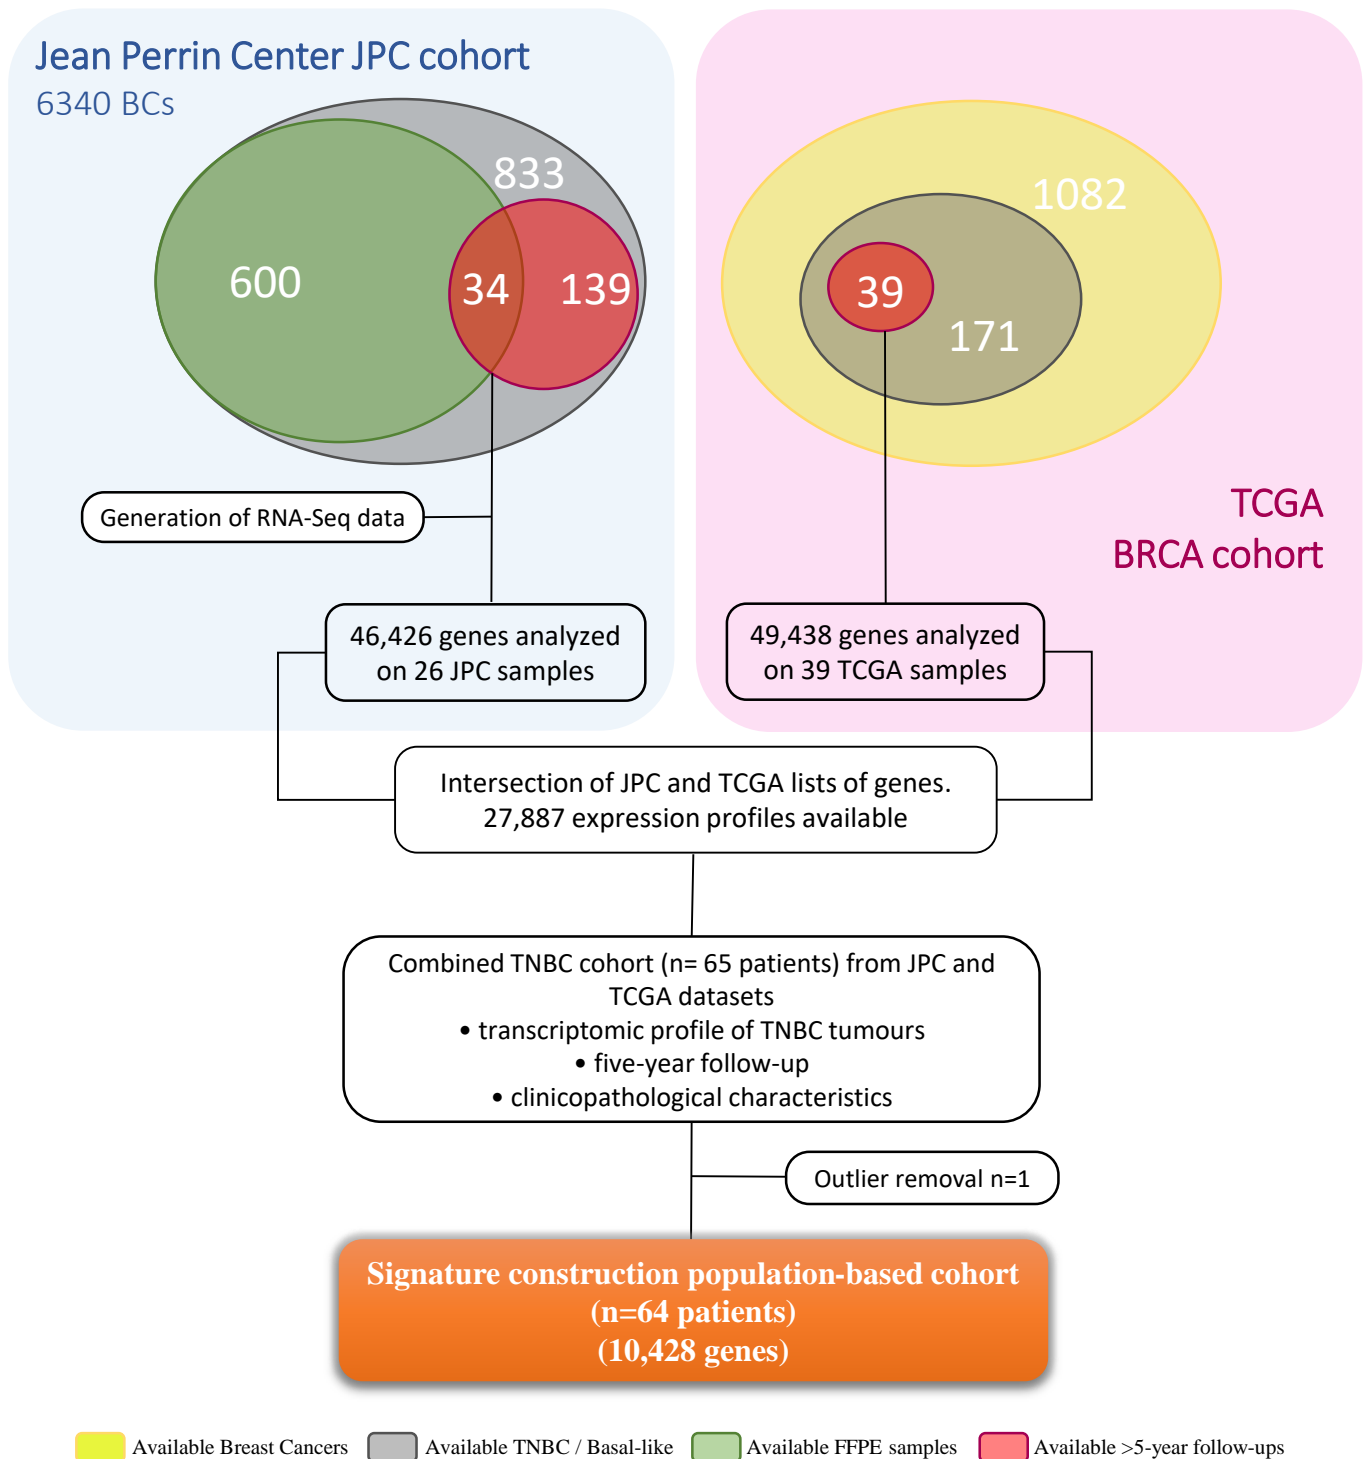 Jean Perrin Center JPC cohort
6340 BCs
833
600
34
139
1082
39
171
Generation of RNA-Seq data
TCGA
BRCA cohort
46,426 genes analyzed
on 26 JPC samples
49,438 genes analyzed
on 39 TCGA samples
Intersection of JPC and TCGA lists of genes.
27,887 expression profiles available
Combined TNBC cohort (n= 65 patients) from JPC and
TCGA datasets
• transcriptomic profile of TNBC tumours
• five-year follow-up
• clinicopathological characteristics
Outlier removal n=1
Signature construction population-based cohort
(n=64 patients)
(10,428 genes)
Available Breast Cancers
Available TNBC / Basal-like
Available FFPE samples
Available >5-year follow-ups